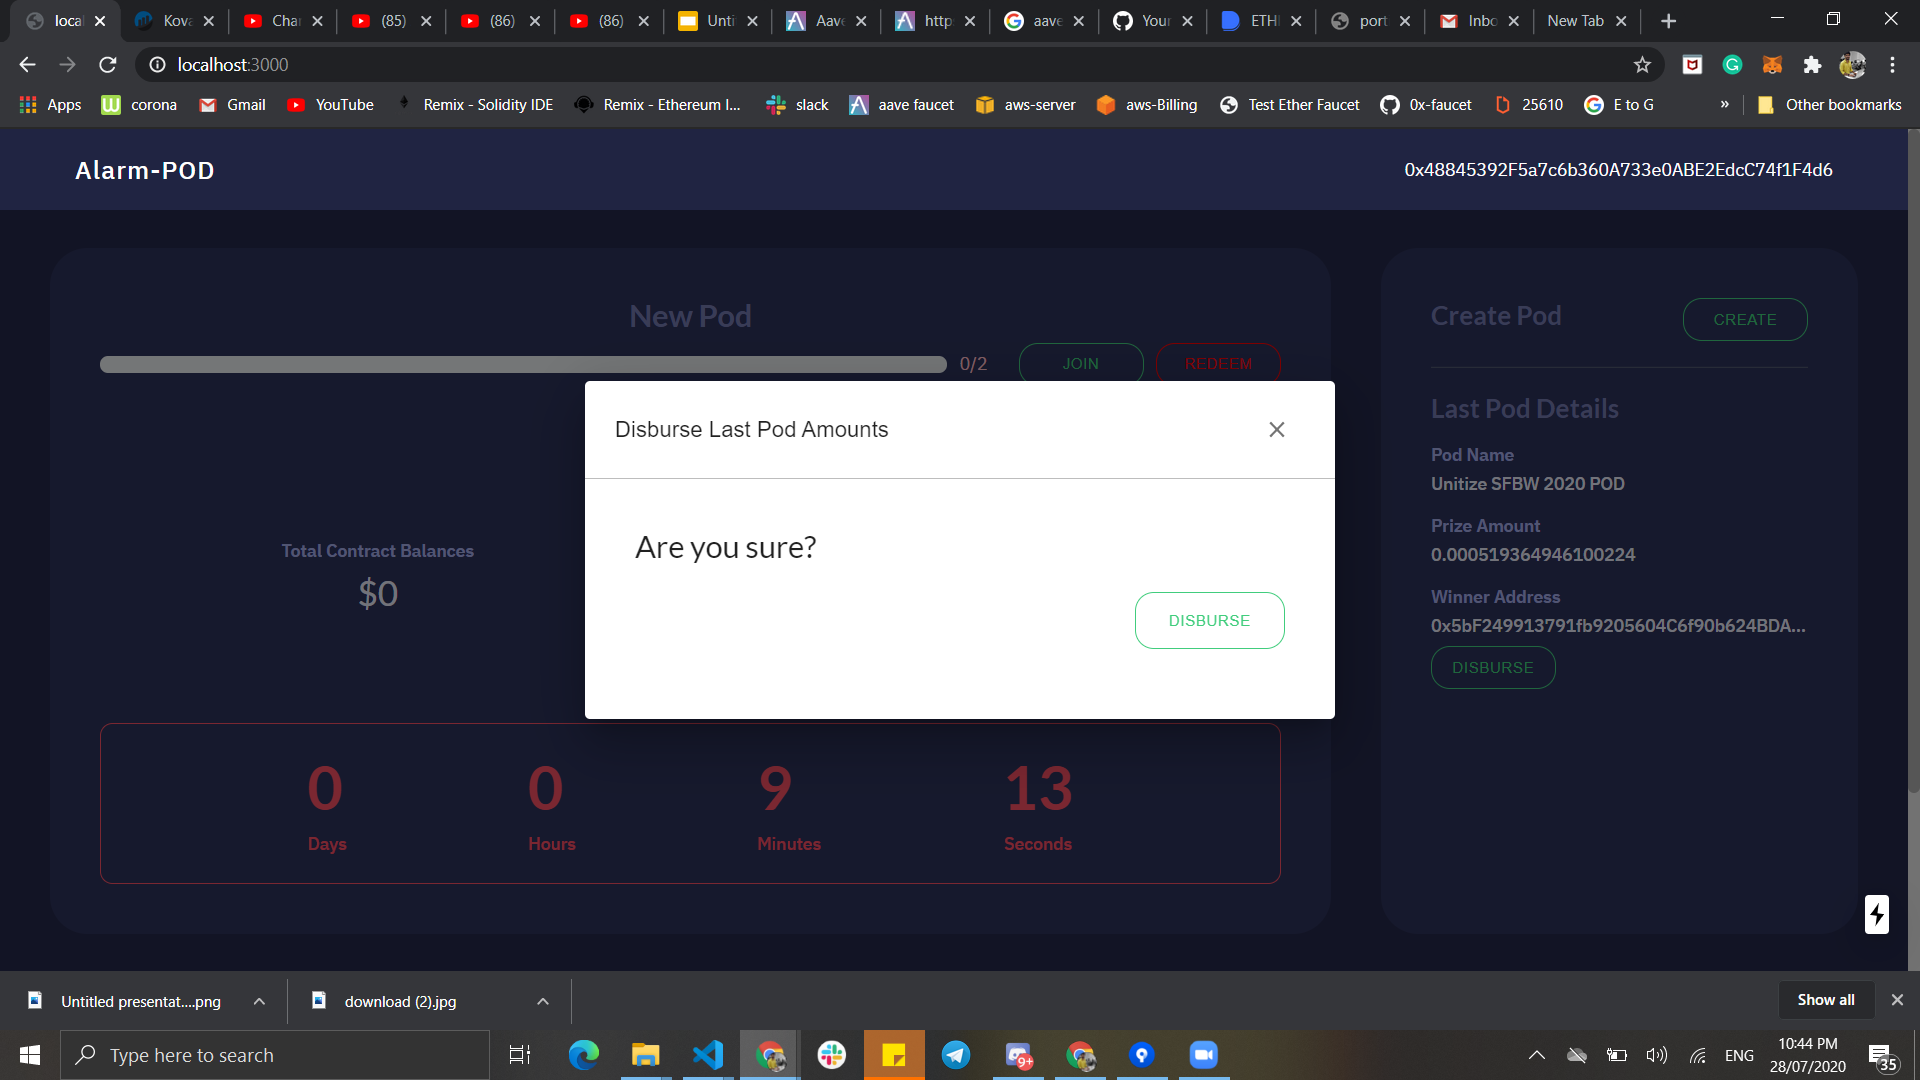 local
Kova
Chan
(85)
(86)
(86)
Unti
Aave
http
aave
Your
ETHI
port
Inbo
New Tab
localhost:3000
Apps
corona
Gmail
YouTube
Remix - Solidity IDE
Remix - Ethereum I...
slack
aave faucet
aws-server
aws-Billing
Test Ether Faucet
0x-faucet
25610
E to G
»
Other bookmarks
Alarm-POD
0x48845392F5a7c6b360A733e0ABE2EdcC74f1F4d6
New Pod
0/2
JOIN
REDEEM
Disburse Last Pod Amounts
Are you sure?
DISBURSE
Total Contract Balances
$0
0 0 9 13
Days Hours Minutes Seconds
Create Pod
CREATE
Last Pod Details
Pod Name
Unitize SFBW 2020 POD
Prize Amount
0.000519364946100224
Winner Address
0x5bF249913791fb9205604C6f90b624BDA...
DISBURSE
Untitled presentat....png
download (2).jpg
Show all
Type here to search
9+
ENG
10:44 PM
28/07/2020
35